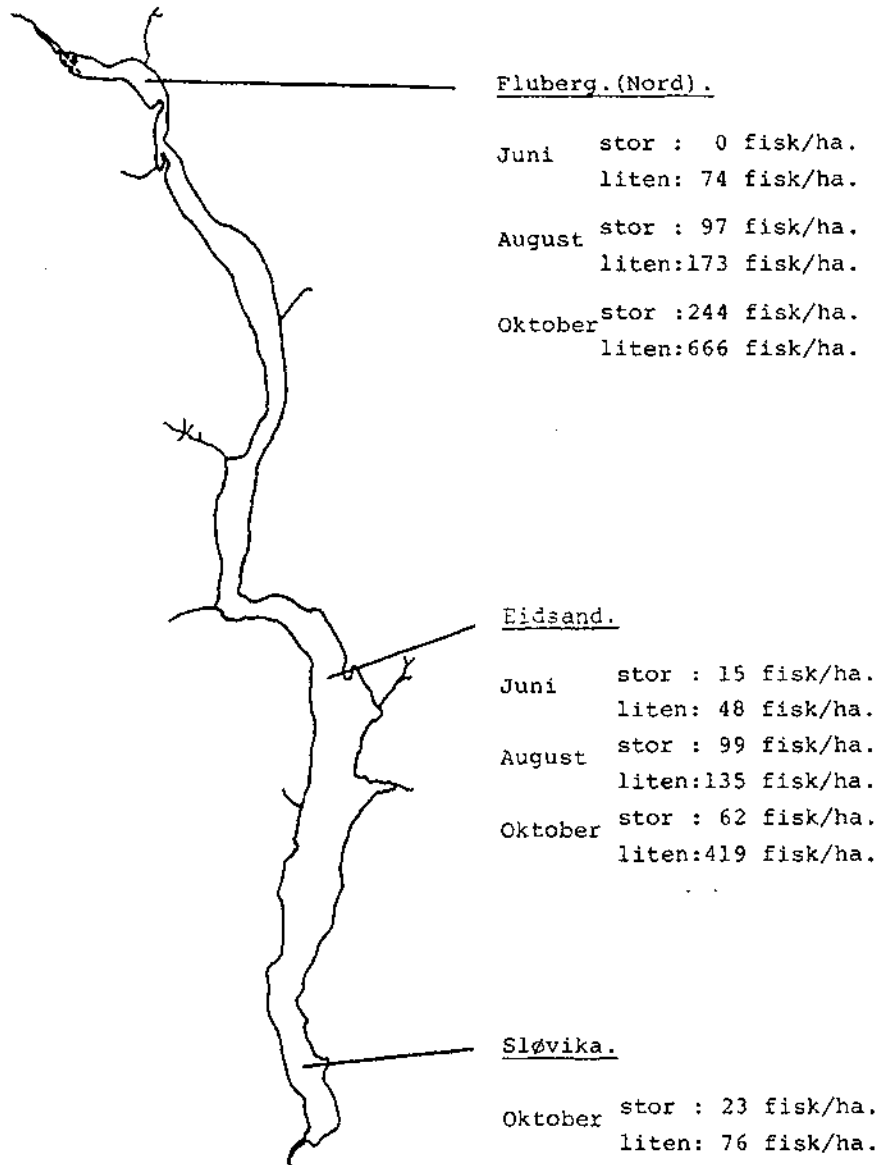 Fluberg.(Nord).
Juni stor : 0 fisk/ha.
liten: 74 fisk/ha.
August stor : 97 fisk/ha.
liten:173 fisk/ha.
Oktober stor :244 fisk/ha.
liten:666 fisk/ha.
Eidsand.
Juni stor : 15 fisk/ha.
liten: 48 fisk/ha.
August stor : 99 fisk/ha.
liten:135 fisk/ha.
Oktober stor : 62 fisk/ha.
liten:419 fisk/ha.
Sløvika.
Oktober stor : 23 fisk/ha.
liten: 76 fisk/ha.